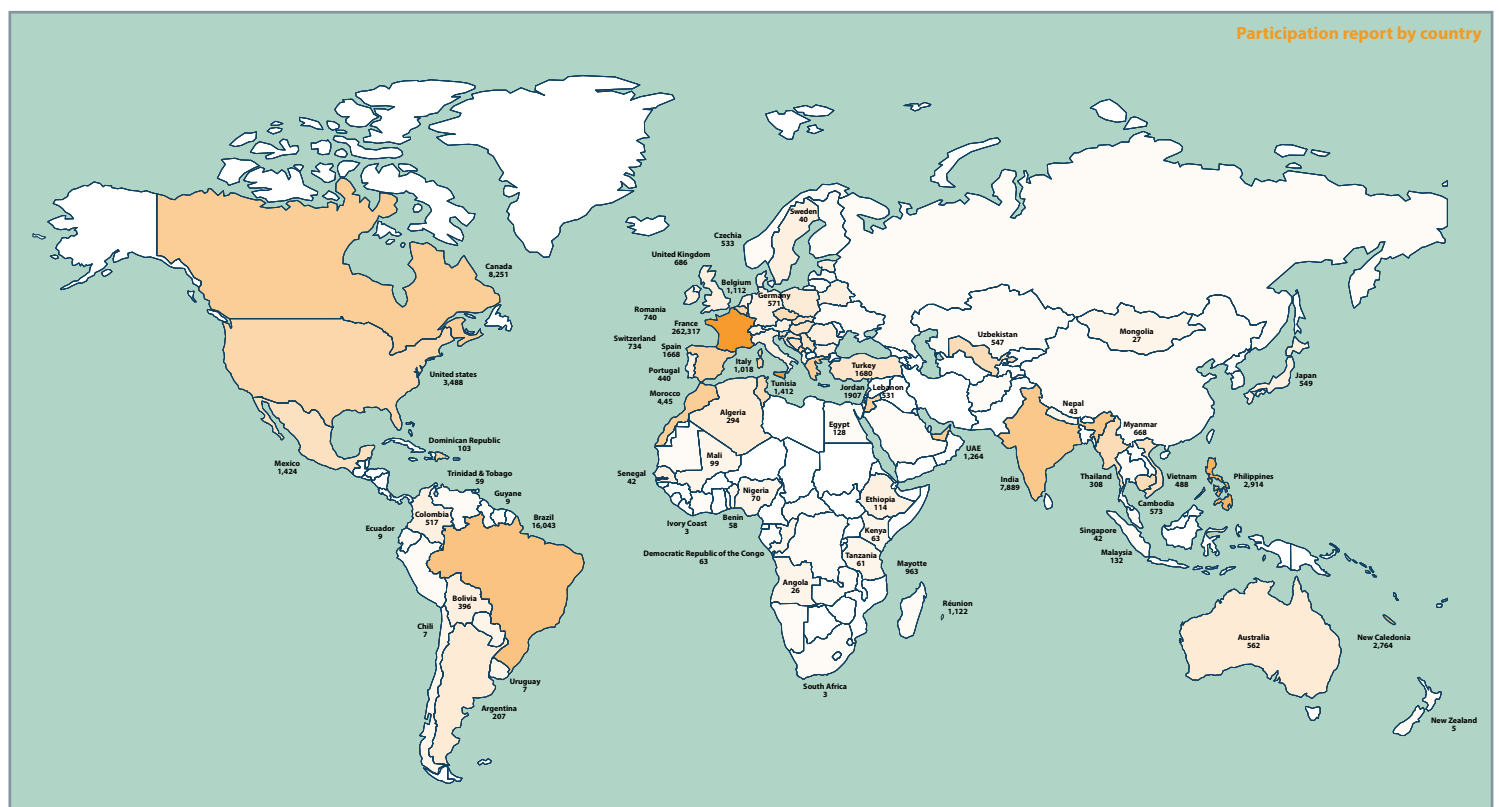 Participation report by country
Sweden
40
Czechia
533
United Kingdom
686
Canada
8,251
Belgium
1,112
Germany
571
Romania
740
France
262,317
Switzerland
734
Spain
1668
Italy
1,018
Portugal
440
Turkey
1680
Tunisia
1,412
Jordan
1907
Lebanon
531
Morocco
4,45
Uzbekistan
547
Mongolia
27
Japan
549
United states
3,488
Algeria
294
Egypt
128
Nepal
43
Myanmar
668
Dominican Republic
103
Mexico
1,424
Mali
99
UAE
1,264
Trinidad & Tobago
59
Senegal
42
India
7,889
Thailand
308
Vietnam
488
Philippines
2,914
Guyane
9
Nigeria
70
Ethiopia
114
Cambodia
573
Colombia
517
Brazil
16,043
Ecuador
9
Ivory Coast
3
Benin
58
Kenya
63
Singapore
42
Democratic Republic of the Congo
63
Tanzania
61
Malaysia
132
Mayotte
963
Angola
26
Bolivia
396
Réunion
1,122
Chili
7
Australia
562
New Caledonia
2,764
Uruguay
7
South Africa
3
Argentina
207
New Zealand
5